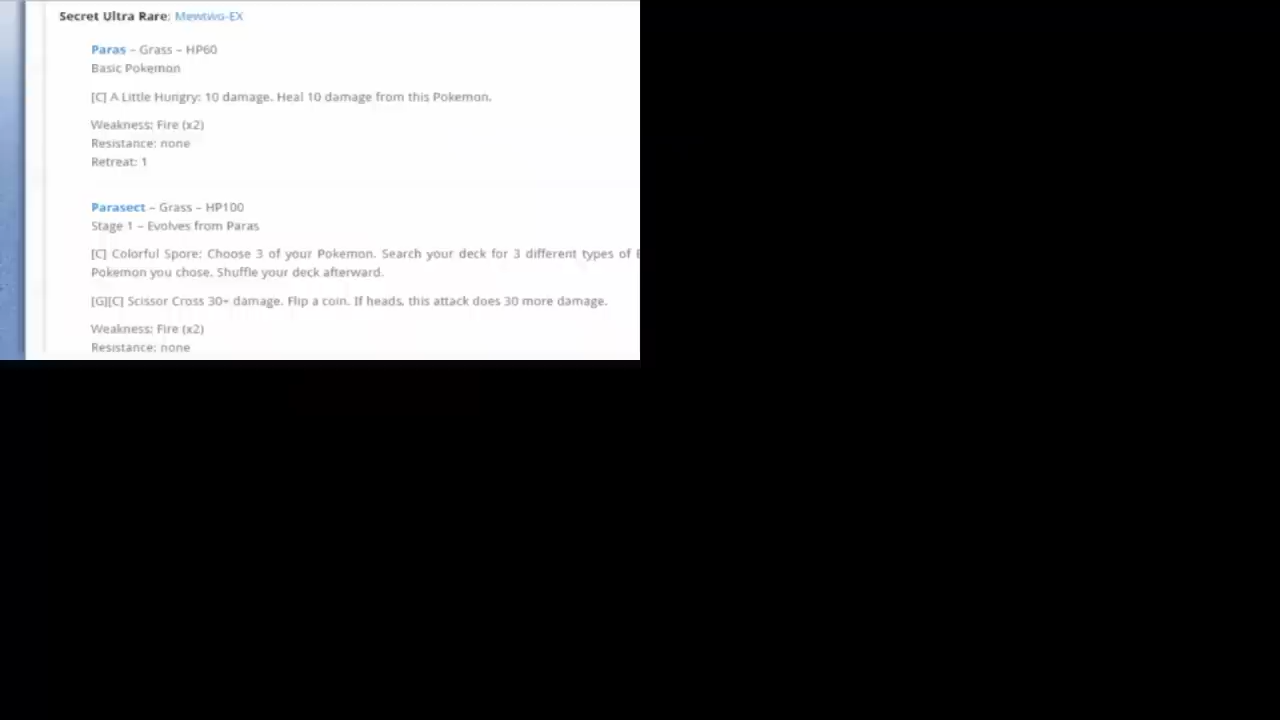 Secret Ultra Rare: Mewtwo-EX
Paras – Grass – HP60
Basic Pokemon
[C] A Little Hungry: 10 damage. Heal 10 damage from this Pokemon.
Weakness: Fire (x2)
Resistance: none
Retreat: 1
Parasect – Grass – HP100
Stage 1 – Evolves from Paras
[C] Colorful Spore: Choose 3 of your Pokemon. Search your deck for 3 different types of
Pokemon you chose. Shuffle your deck afterward.
[G][C] Scissor Cross 30+ damage. Flip a coin. If heads, this attack does 30 more damage.
Weakness: Fire (x2)
Resistance: none